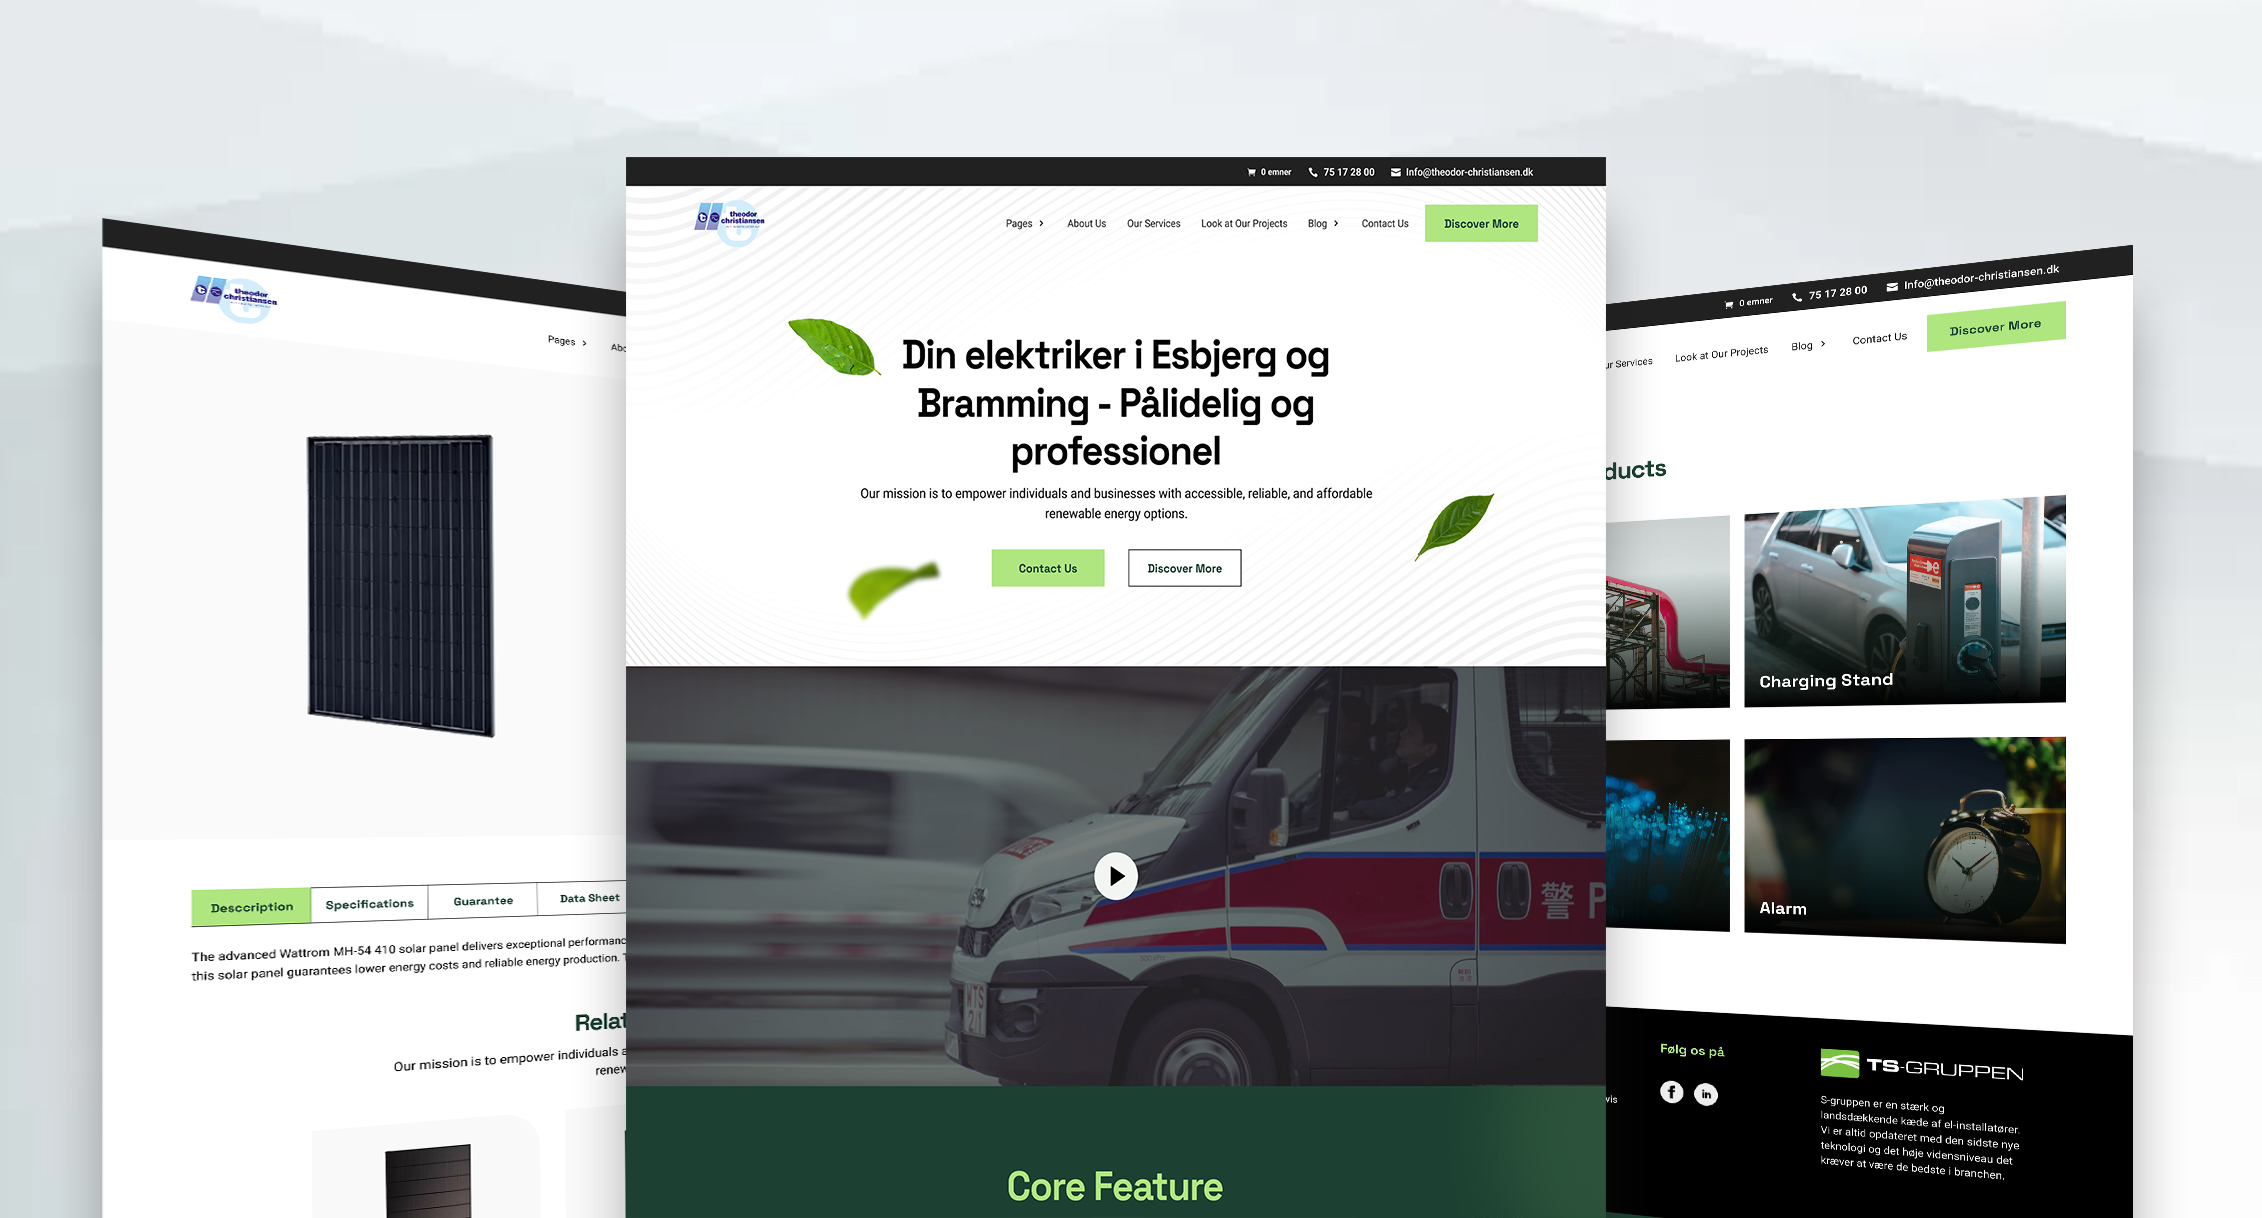 0 emner
75 17 28 00
Info@theodor-christiansen.dk
theodor
christiansen
Pages
About Us
Our Services
Look at Our Projects
Blog
Contact Us
Discover More
Din elektriker i Esbjerg og
Bramming - Pålidelig og
professionel
Our mission is to empower individuals and businesses with accessible, reliable, and affordable
renewable energy options.
Contact Us
Discover More
警 P
Core Feature
theodor
christiansen
Pages
Abo
Desccription
Specifications
Guarantee
Data Sheet
The advanced Wattrom MH-54 410 solar panel delivers exceptional performanc
this solar panel guarantees lower energy costs and reliable energy production. T
Relat
Our mission is to empower individuals a
renew
0 emner
75 17 28 00
Info@theodor-christiansen.dk
ur Services
Look at Our Projects
Blog
Contact Us
Discover More
ducts
Charging Stand
Alarm
vis
Følg os på
TS-GRUPPEN
S-gruppen er en stærk og
landsdækkende kæde af el-installatører.
Vi er altid opdateret med den sidste nye
teknologi og det høje vidensniveau det
kræver at være de bedste i branchen.